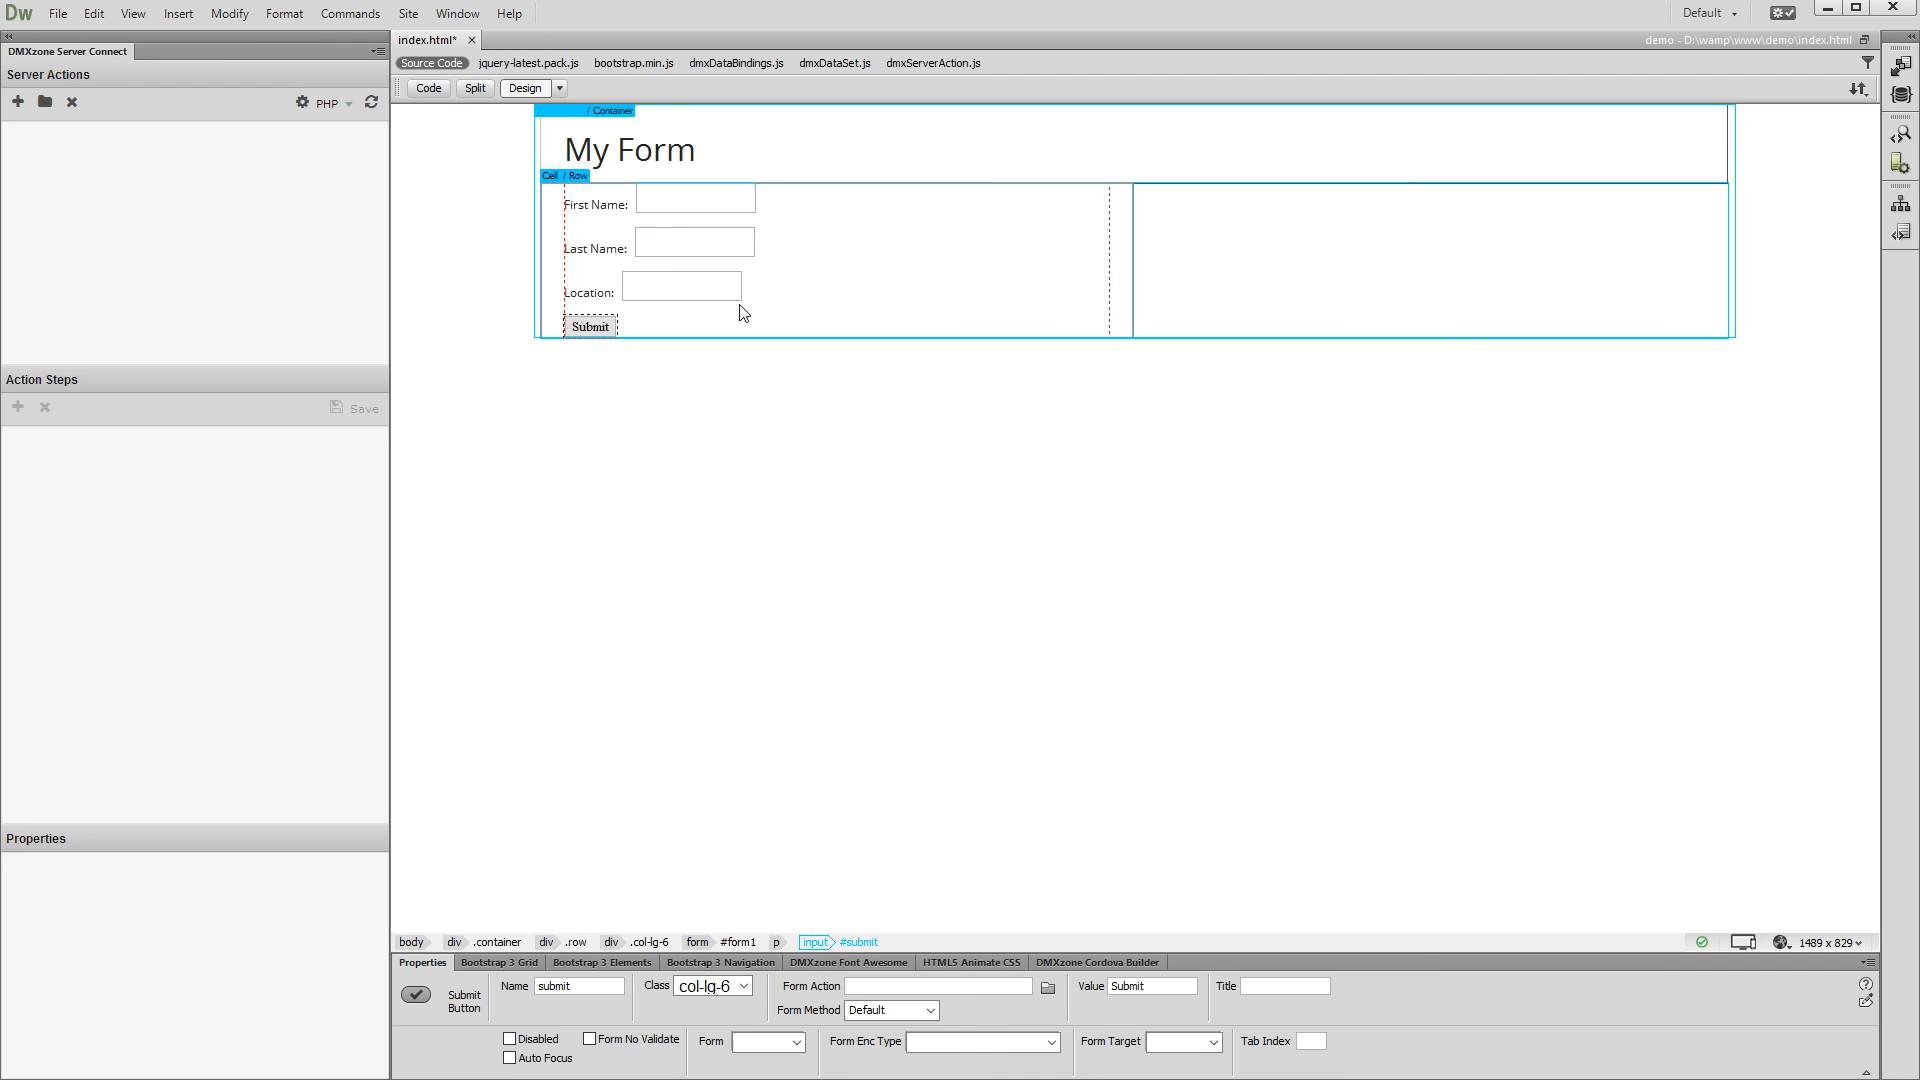 Dw File Edit View Insert Modify Format Commands Site Window Help Default
DMXzone Server Connect
Server Actions
PHP
Action Steps
Save
Properties
index.html* demo - D:\wamp\www\demo\index.html
Source Code jquery-latest.pack.js bootstrap.min.js dmxDataBindings.js dmxDataSet.js dmxServerAction.js
Code Split Design
/ Container
My Form
Cell / Row
First Name:
Last Name:
Location:
Submit
body div .container div .row div .col-lg-6 form #form1 p input #submit 1489 x 829
Properties Bootstrap 3 Grid Bootstrap 3 Elements Bootstrap 3 Navigation DMXzone Font Awesome HTML5 Animate CSS DMXzone Cordova Builder
Submit Button
Name submit Class col-lg-6 Form Action Value Submit Title
Form Method Default
Disabled Form No Validate Form Form Enc Type Form Target Tab Index
Auto Focus